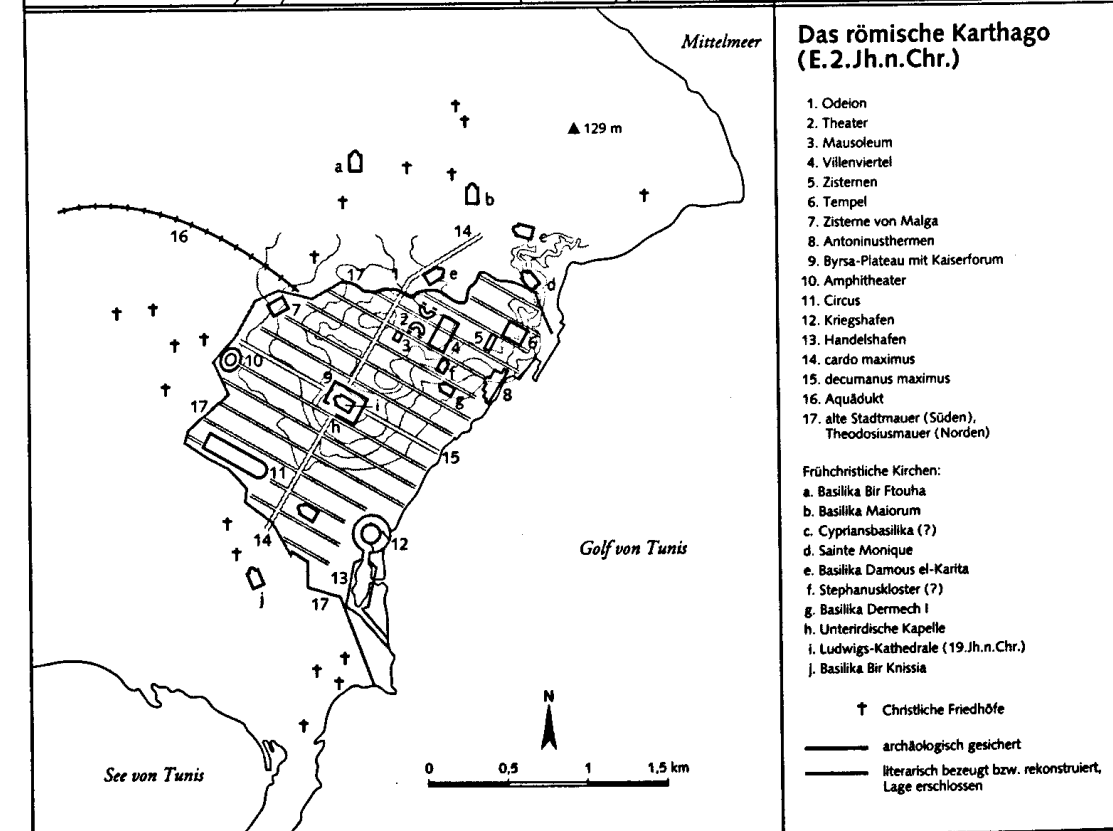 Mittelmeer
129 m
a
b
14
16
c
17
e
d
7
2
3
4
5
6
10
f
9
g
8
i
17
h
15
11
14
12
13
j
17
Golf von Tunis
See von Tunis
N
0
0,5
1
1,5 km
Das römische Karthago
(E.2.Jh.n.Chr.)
1. Odeion
2. Theater
3. Mausoleum
4. Villenviertel
5. Zisternen
6. Tempel
7. Zisterne von Malga
8. Antoninusthermen
9. Byrsa-Plateau mit Kaiserforum
10. Amphitheater
11. Circus
12. Kriegshafen
13. Handelshafen
14. cardo maximus
15. decumanus maximus
16. Aquädukt
17. alte Stadtmauer (Süden),
Theodosiusmauer (Norden)
Frühchristliche Kirchen:
a. Basilika Bir Ftouha
b. Basilika Maiorum
c. Cypriansbasilika (?)
d. Sainte Monique
e. Basilika Damous el-Karita
f. Stephanuskloster (?)
g. Basilika Dermech I
h. Unterirdische Kapelle
i. Ludwigs-Kathedrale (19.Jh.n.Chr.)
j. Basilika Bir Knissia
Christliche Friedhöfe
archäologisch gesichert
literarisch bezeugt bzw. rekonstruiert,
Lage erschlossen